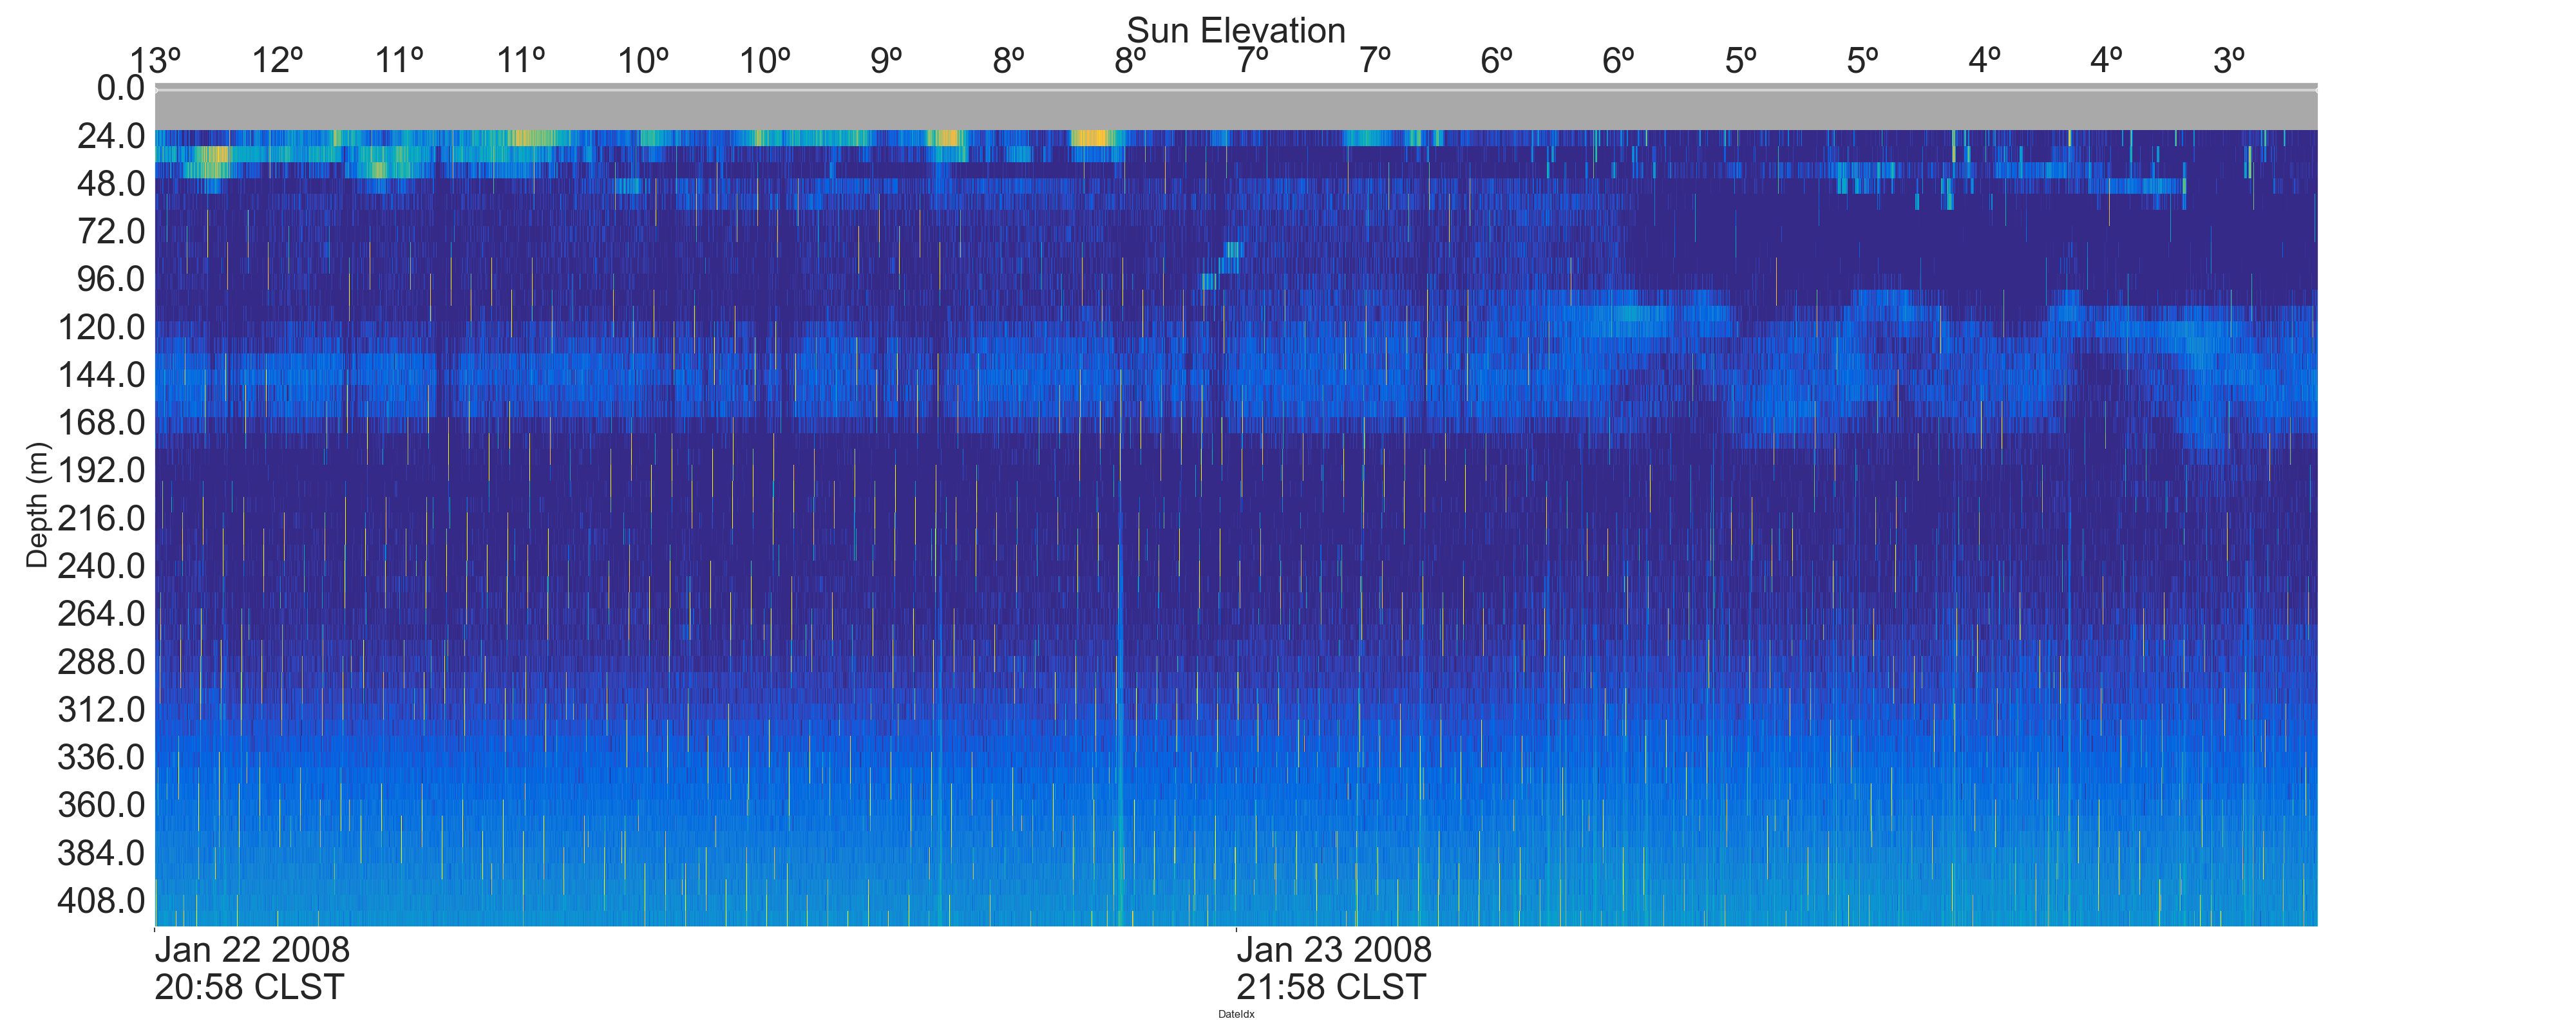 Sun Elevation
13º 12º 11º 11º 10º 10º 9º 8º 8º 7º 7º 6º 6º 5º 5º 4º 4º 3º
0.0
24.0
48.0
72.0
96.0
120.0
144.0
168.0
192.0
216.0
240.0
264.0
288.0
312.0
336.0
360.0
384.0
408.0
Depth (m)
Jan 22 2008
20:58 CLST
Jan 23 2008
21:58 CLST
DateIdx